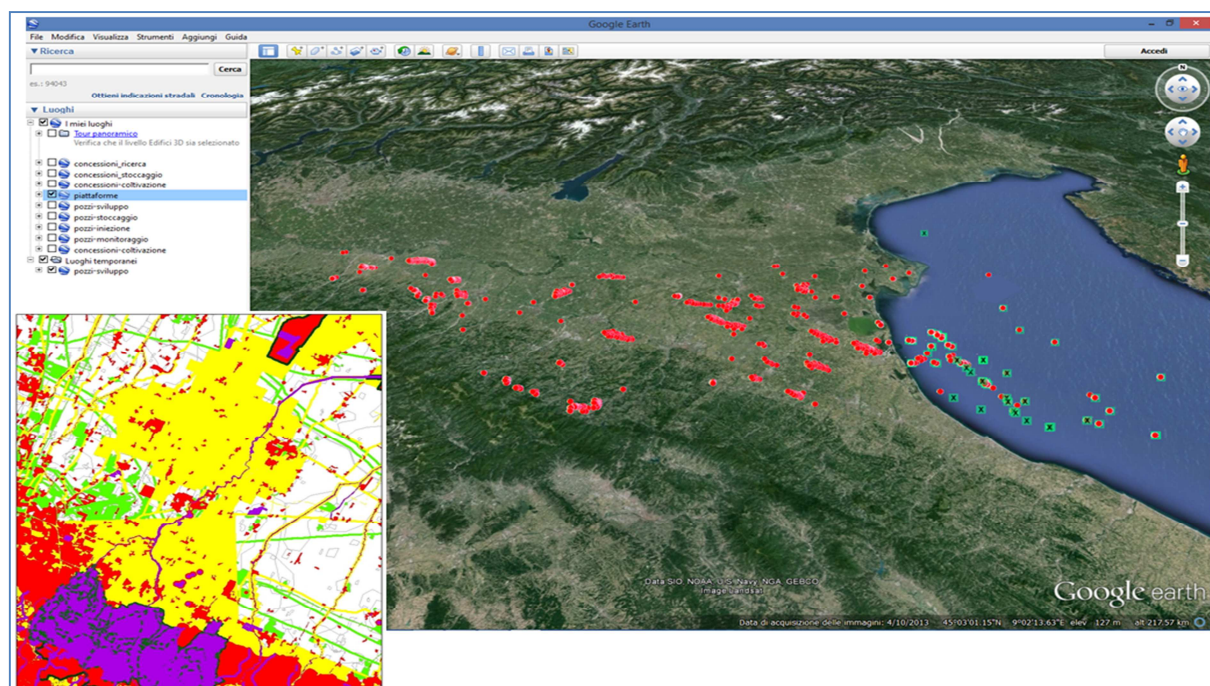 Google Earth
File Modifica Visualizza Strumenti Aggiungi Guida
Ricerca
Accedi
Cerca
es.: 94043
Ottieni indicazioni stradali Cronologia
Luoghi
I miei luoghi
Tour panoramico
Verifica che il livello Edifici 3D sia selezionato
concessioni_ricerca
concessioni_stoccaggio
concessioni-coltivazione
piattaforme
pozzi-sviluppo
pozzi-stoccaggio
pozzi-iniezione
pozzi-monitoraggio
concessioni-coltivazione
Luoghi temporanei
pozzi-sviluppo
N
Data SIO, NOAA, U.S. Navy, NGA, GEBCO
Image Landsat
Google earth
Data di acquisizione delle immagini: 4/10/2013 45°03'01.15"N 9°02'13.63"E elev 127 m alt 217.57 km